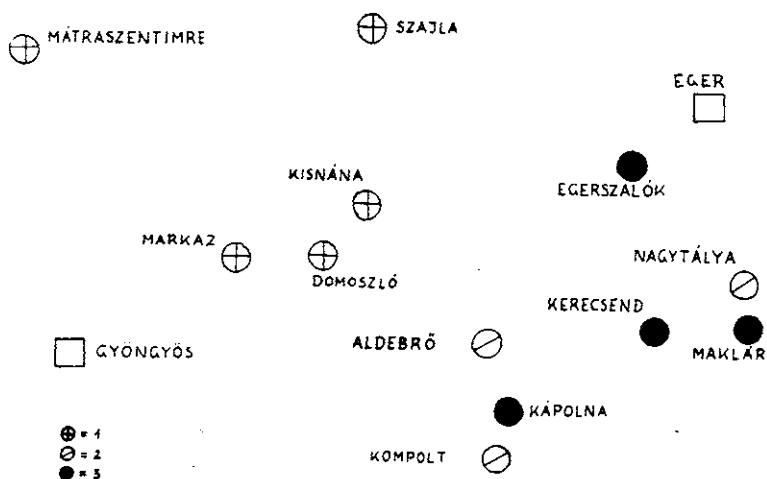 SZAJLA
MÁTRASZENTIMRE
EGER
KISNÁNA
EGERSZALÓK
MARKAZ
NAGYTÁLYA
DOMOSZLÓ
KERECSEND
ALDEBRŐ
GYÖNGYÖS
MAKLÁR
KÁPOLNA
= 1
KOMPOLT
= 2
= 3